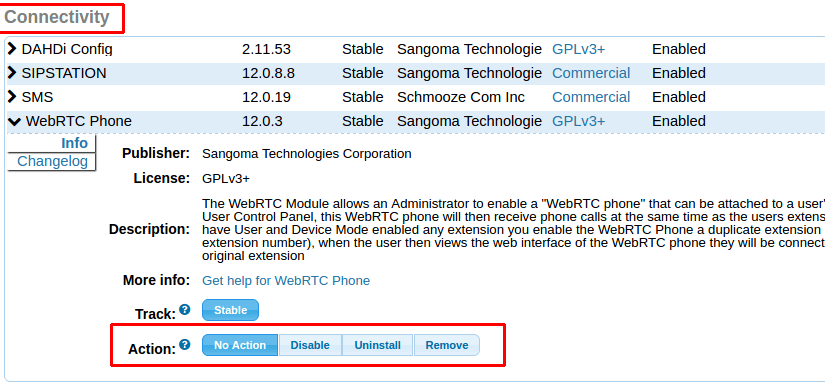 Connectivity
DAHDi Config 2.11.53 Stable Sangoma Technologie GPLv3+ Enabled
SIPSTATION 12.0.8.8 Stable Sangoma Technologie Commercial Enabled
SMS 12.0.19 Stable Schmooze Com Inc Commercial Enabled
WebRTC Phone 12.0.3 Stable Sangoma Technologie GPLv3+ Enabled
Info
Changelog
Publisher: Sangoma Technologies Corporation
License: GPLv3+
The WebRTC Module allows an Administrator to enable a "WebRTC phone" that can be attached to a user'
User Control Panel, this WebRTC phone will then receive phone calls at the same time as the users extens
Description: have User and Device Mode enabled any extension you enable the WebRTC Phone a duplicate extension
extension number), when the user then views the web interface of the WebRTC phone they will be connect
original extension
More info: Get help for WebRTC Phone
Track: ? Stable
Action: ? No Action Disable Uninstall Remove